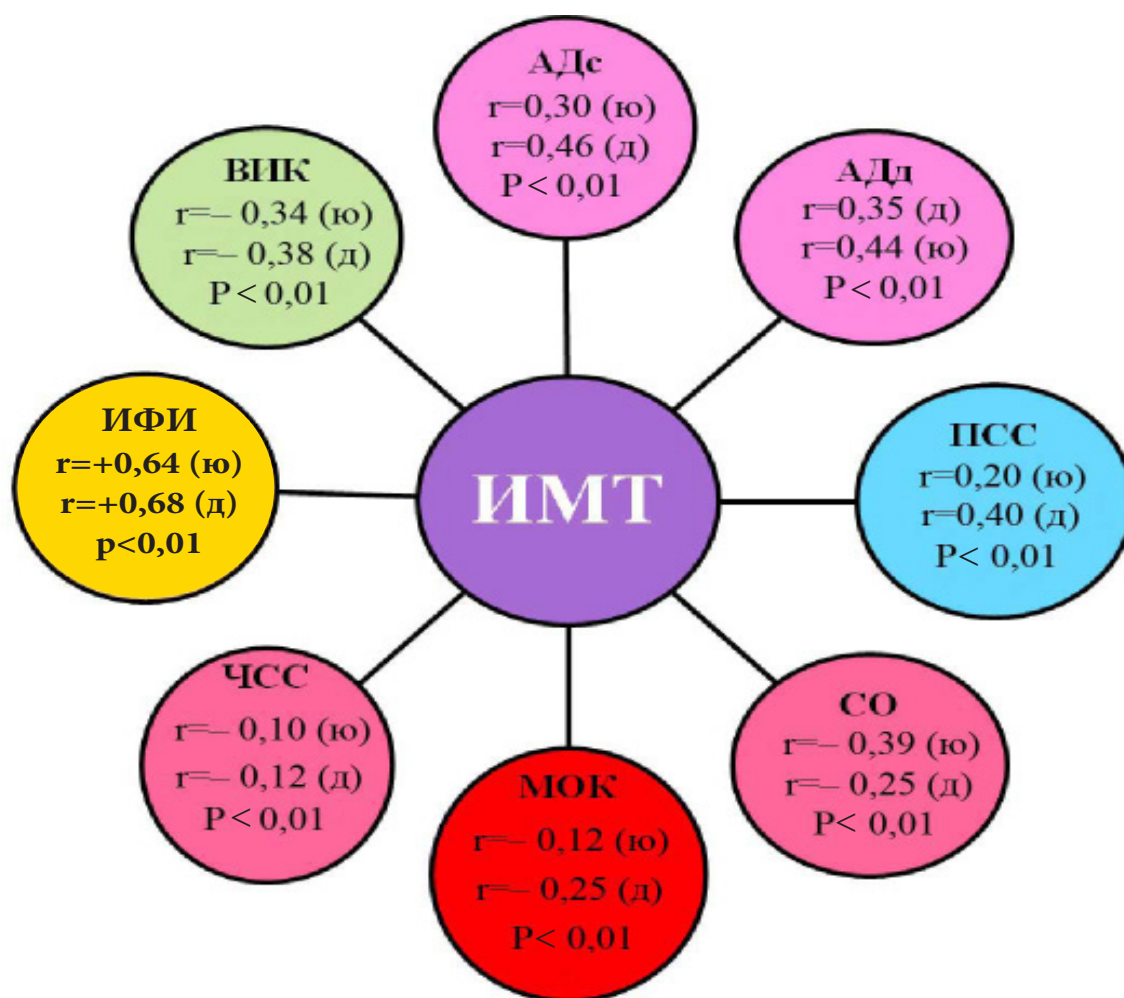 АДс
r=0,30 (ю)
r=0,46 (д)
P < 0,01
ВИК
r=– 0,34 (ю)
r=– 0,38 (д)
P < 0,01
АДд
r=0,35 (д)
r=0,44 (ю)
P < 0,01
ИФИ
r=+0,64 (ю)
r=+0,68 (д)
p<0,01
ИМТ
ПСС
r=0,20 (ю)
r=0,40 (д)
P< 0,01
ЧСС
r=– 0,10 (ю)
r=– 0,12 (д)
P < 0,01
МОК
r=– 0,12 (ю)
r=– 0,25 (д)
P< 0,01
СО
r=– 0,39 (ю)
r=– 0,25 (д)
P< 0,01